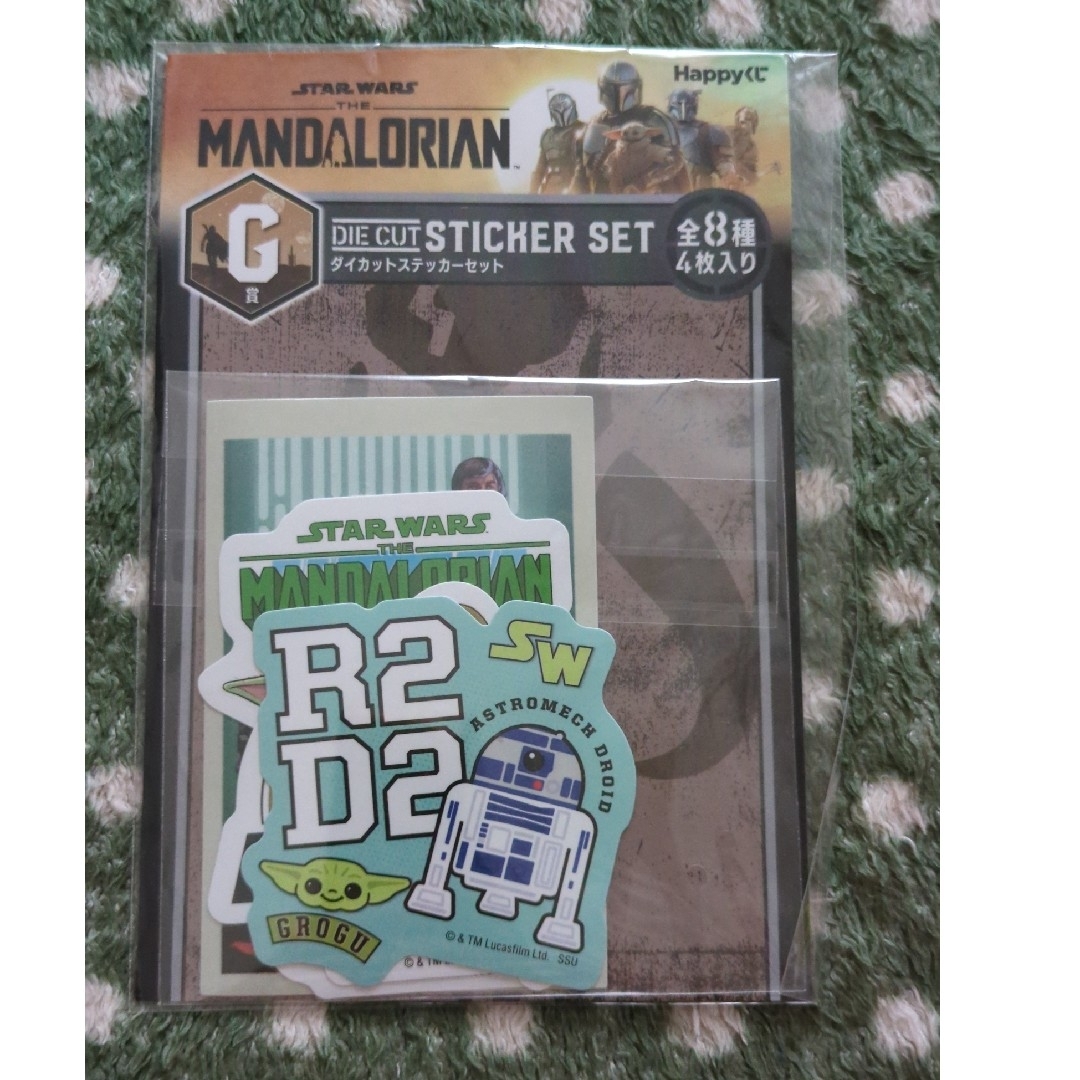 STAR WARS
THE
MANDALORIAN™
Happyくじ
G
賞
DIE CUT STICKER SET
ダイカットステッカーセット
全8種
4枚入り
STAR WARS
THE
MANDALORIAN
R2
D2
SW
ASTROMECH DROID
GROGU
© & TM Lucasfilm Ltd. SSU
© & TM